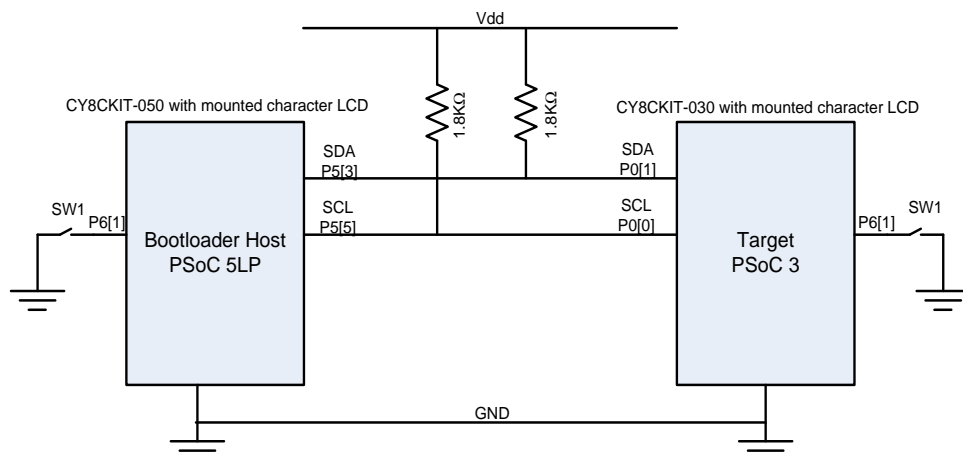 Vdd
CY8CKIT-050 with mounted character LCD
1.8KΩ
1.8KΩ
CY8CKIT-030 with mounted character LCD
SDA
P5[3]
SDA
P0[1]
SW1
P6[1]
SCL
P5[5]
SCL
P0[0]
P6[1]
SW1
Bootloader Host
PSoC 5LP
Target
PSoC 3
GND